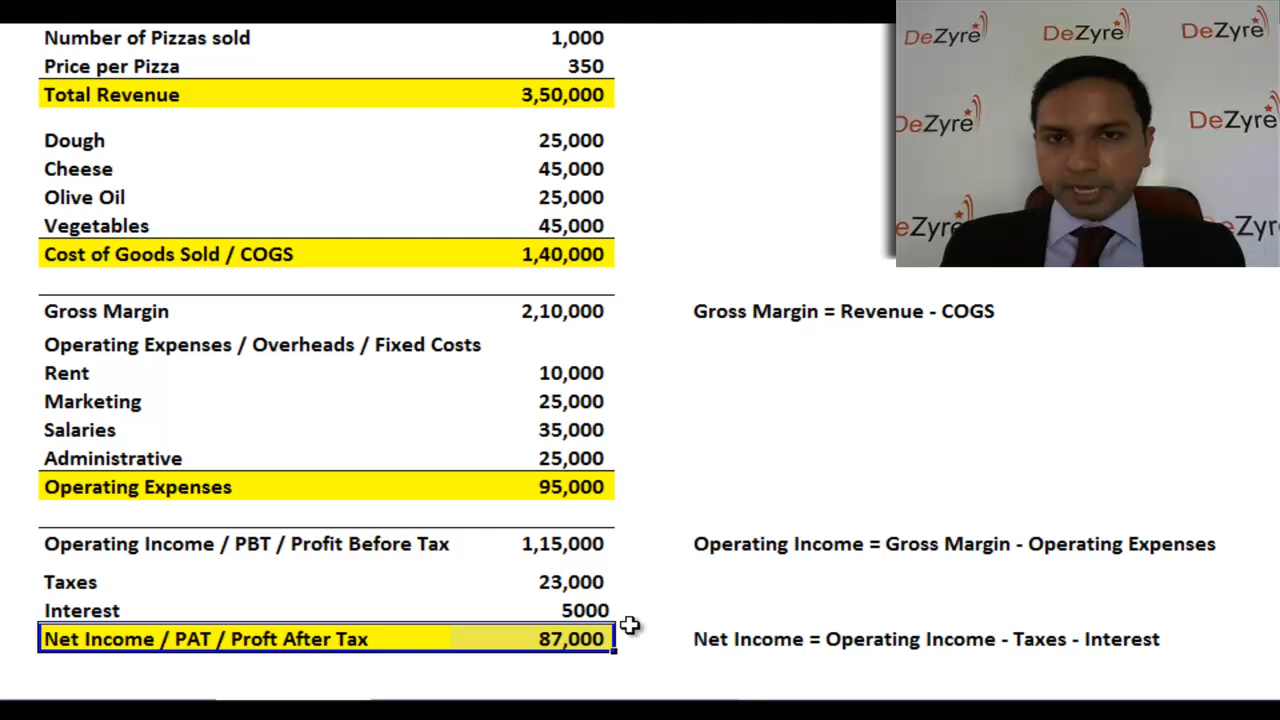 Number of Pizzas sold 1,000
Price per Pizza 350
Total Revenue 3,50,000
Dough 25,000
Cheese 45,000
Olive Oil 25,000
Vegetables 45,000
Cost of Goods Sold / COGS 1,40,000
Gross Margin 2,10,000 Gross Margin = Revenue - COGS
Operating Expenses / Overheads / Fixed Costs
Rent 10,000
Marketing 25,000
Salaries 35,000
Administrative 25,000
Operating Expenses 95,000
Operating Income / PBT / Profit Before Tax 1,15,000 Operating Income = Gross Margin - Operating Expenses
Taxes 23,000
Interest 5000
Net Income / PAT / Proft After Tax 87,000 Net Income = Operating Income - Taxes - Interest
DeZyre DeZyre DeZyre
DeZyre DeZyre
eZyre eZyr